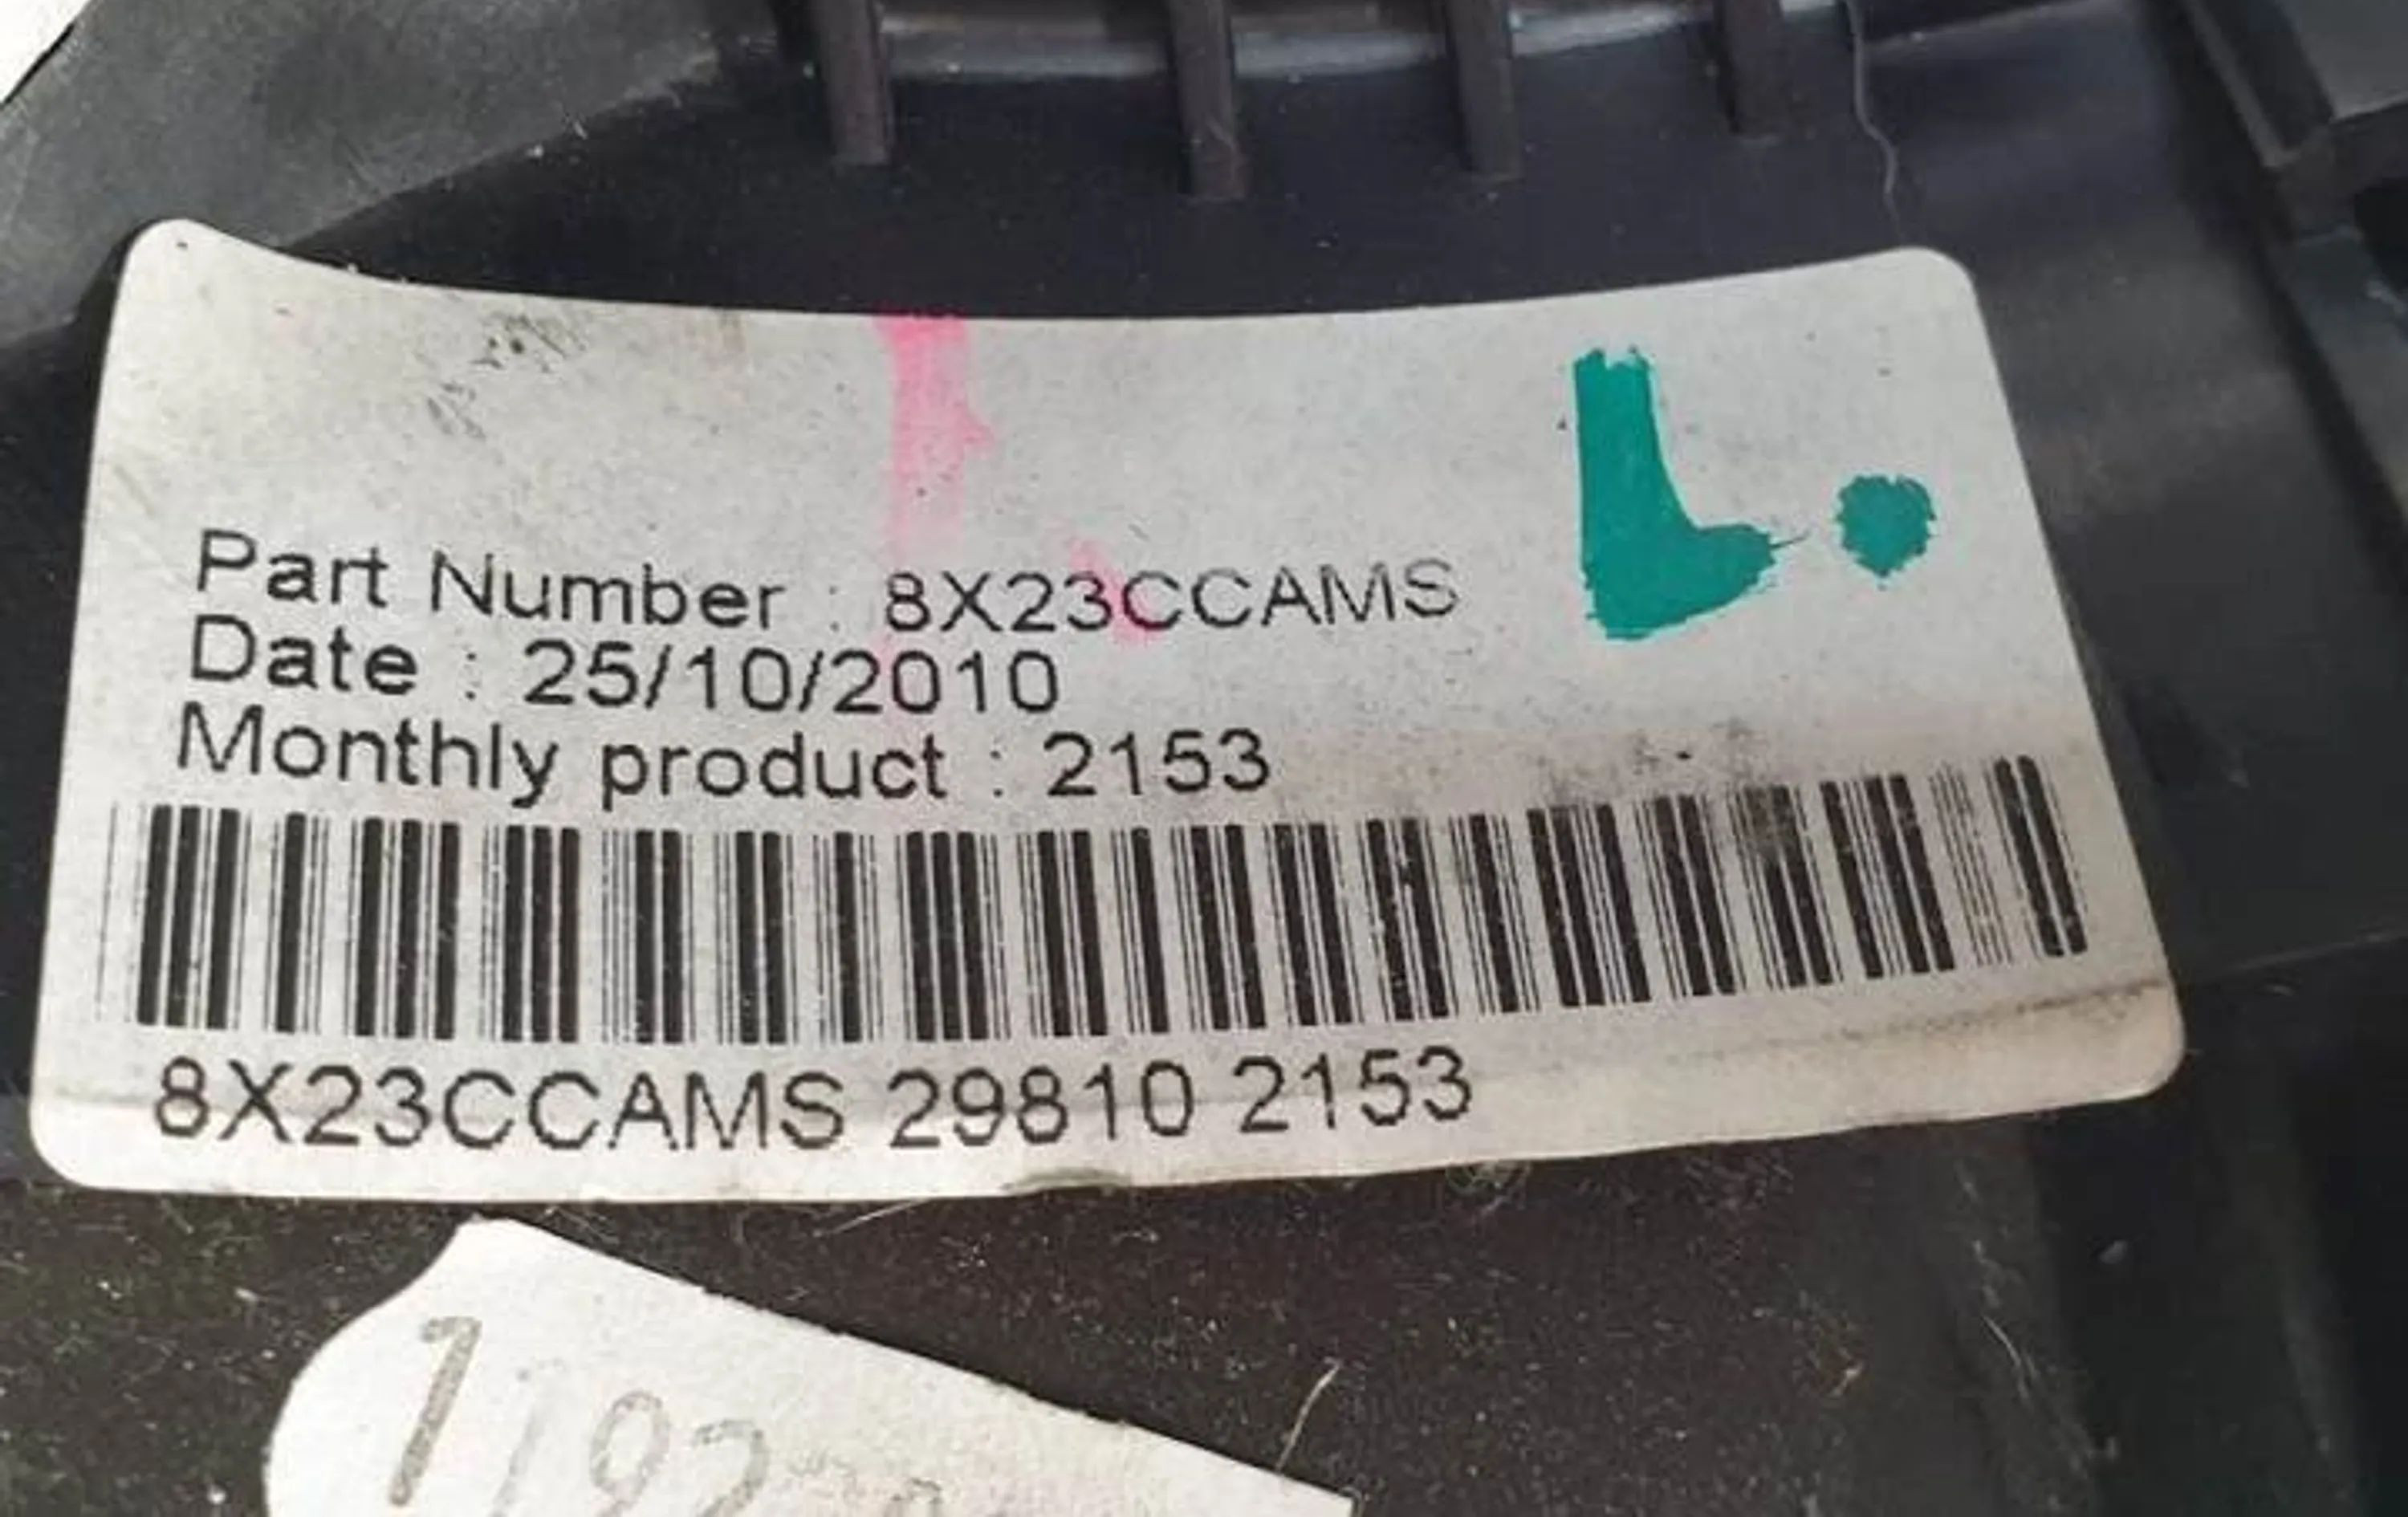 L.
Part Number : 8X23CCAMS
Date : 25/10/2010
Monthly product : 2153
8X23CCAMS 29810 2153